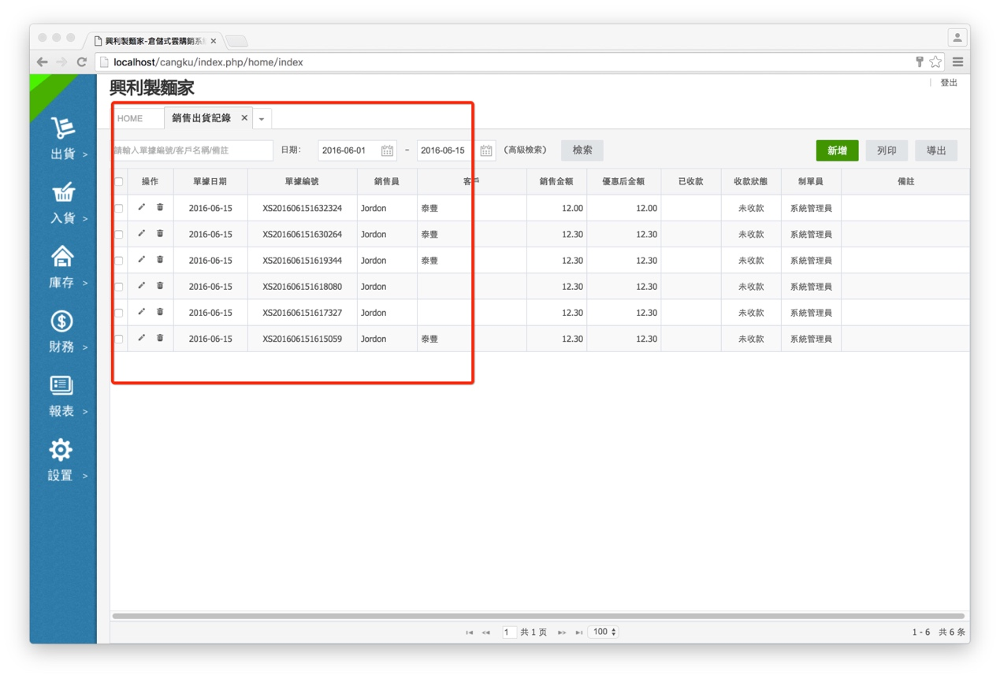 興利製麵家-倉儲式雲購銷系
localhost/cangku/index.php/home/index
興利製麵家
登出
HOME 銷售出貨記錄
請輸入單據編號/客戶名稱/備註 日期: 2016-06-01 - 2016-06-15 (高級檢索) 檢索 新增 列印 導出
操作 單據日期 單據編號 銷售員 客戶 銷售金額 優惠后金額 已收款 收款狀態 制單員 備註
2016-06-15 XS201606151632324 Jordon 泰豐 12.00 12.00 未收款 系統管理員
2016-06-15 XS201606151630264 Jordon 泰豐 12.30 12.30 未收款 系統管理員
2016-06-15 XS201606151619344 Jordon 泰豐 12.30 12.30 未收款 系統管理員
2016-06-15 XS201606151618080 Jordon 12.30 12.30 未收款 系統管理員
2016-06-15 XS201606151617327 Jordon 12.30 12.30 未收款 系統管理員
2016-06-15 XS201606151615059 Jordon 泰豐 12.30 12.30 未收款 系統管理員
出貨 >
入貨 >
庫存 >
財務 >
報表 >
設置 >
1 共 1 页 100 1 - 6 共 6 条